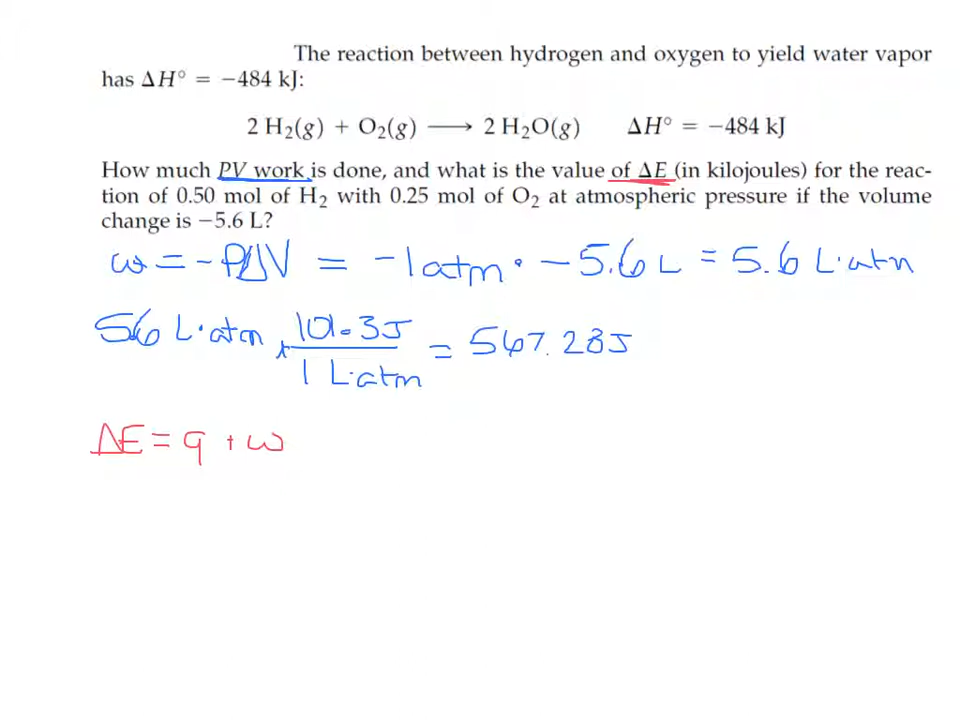 The reaction between hydrogen and oxygen to yield water vapor
has ΔH° = −484 kJ:
2 H₂(g) + O₂(g) ⟶ 2 H₂O(g) ΔH° = −484 kJ
How much PV work is done, and what is the value of ΔE (in kilojoules) for the reac-
tion of 0.50 mol of H₂ with 0.25 mol of O₂ at atmospheric pressure if the volume
change is −5.6 L?
w = −PΔV = −1 atm · −5.6 L = 5.6 L·atm
56 L·atm * 101.3J / 1 L·atm = 567.28J
ΔE = q + w